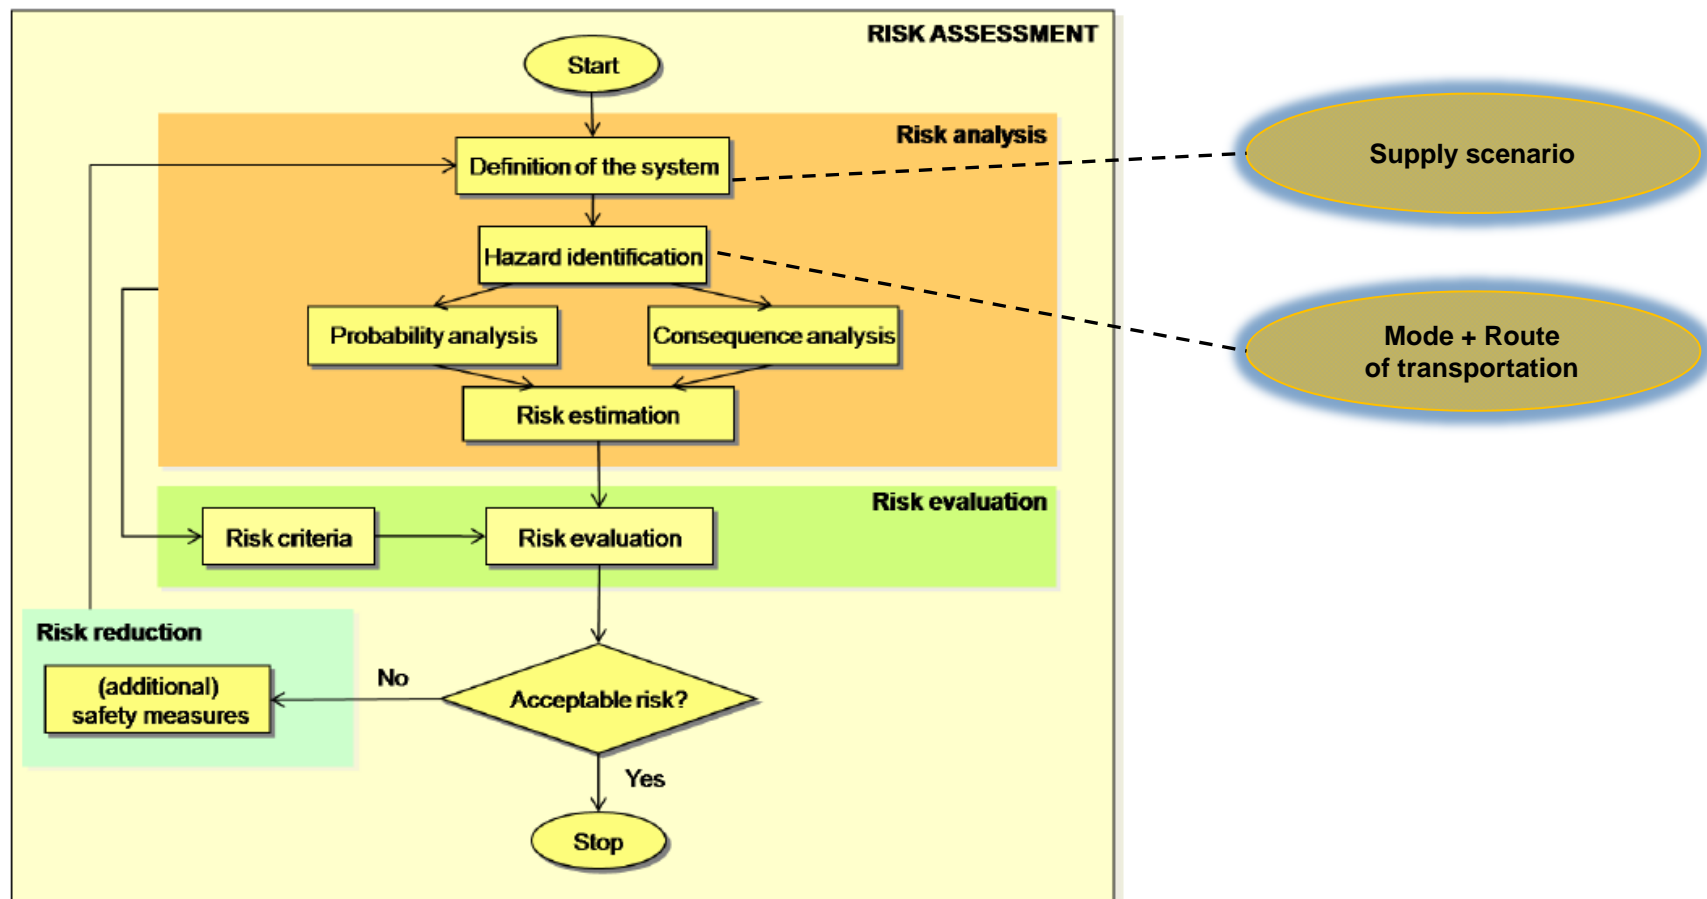 RISK ASSESSMENT
Start
Risk analysis
Definition of the system
Supply scenario
Hazard identification
Probability analysis
Consequence analysis
Mode + Route
of transportation
Risk estimation
Risk evaluation
Risk criteria
Risk evaluation
Risk reduction
(additional)
safety measures
No
Acceptable risk?
Yes
Stop